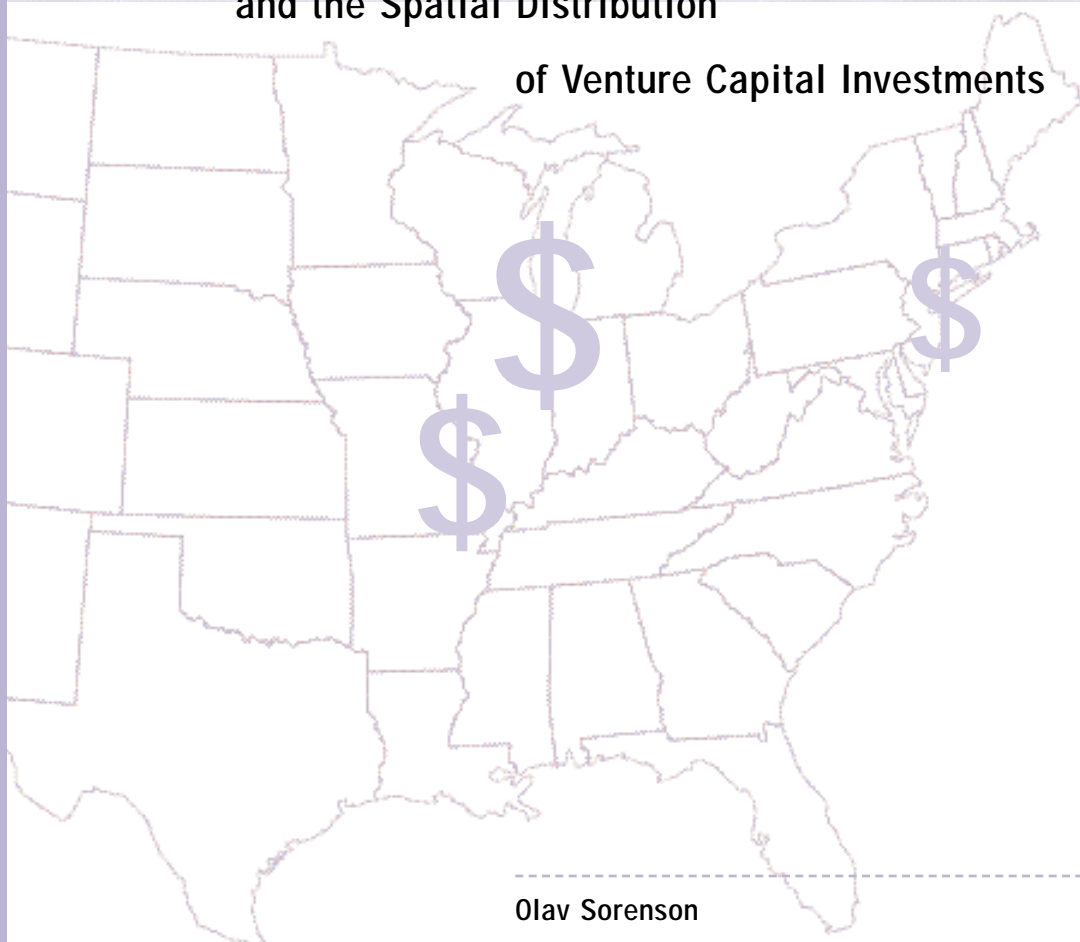 and the Spatial Distribution
of Venture Capital Investments
$
$
$
Olav Sorenson